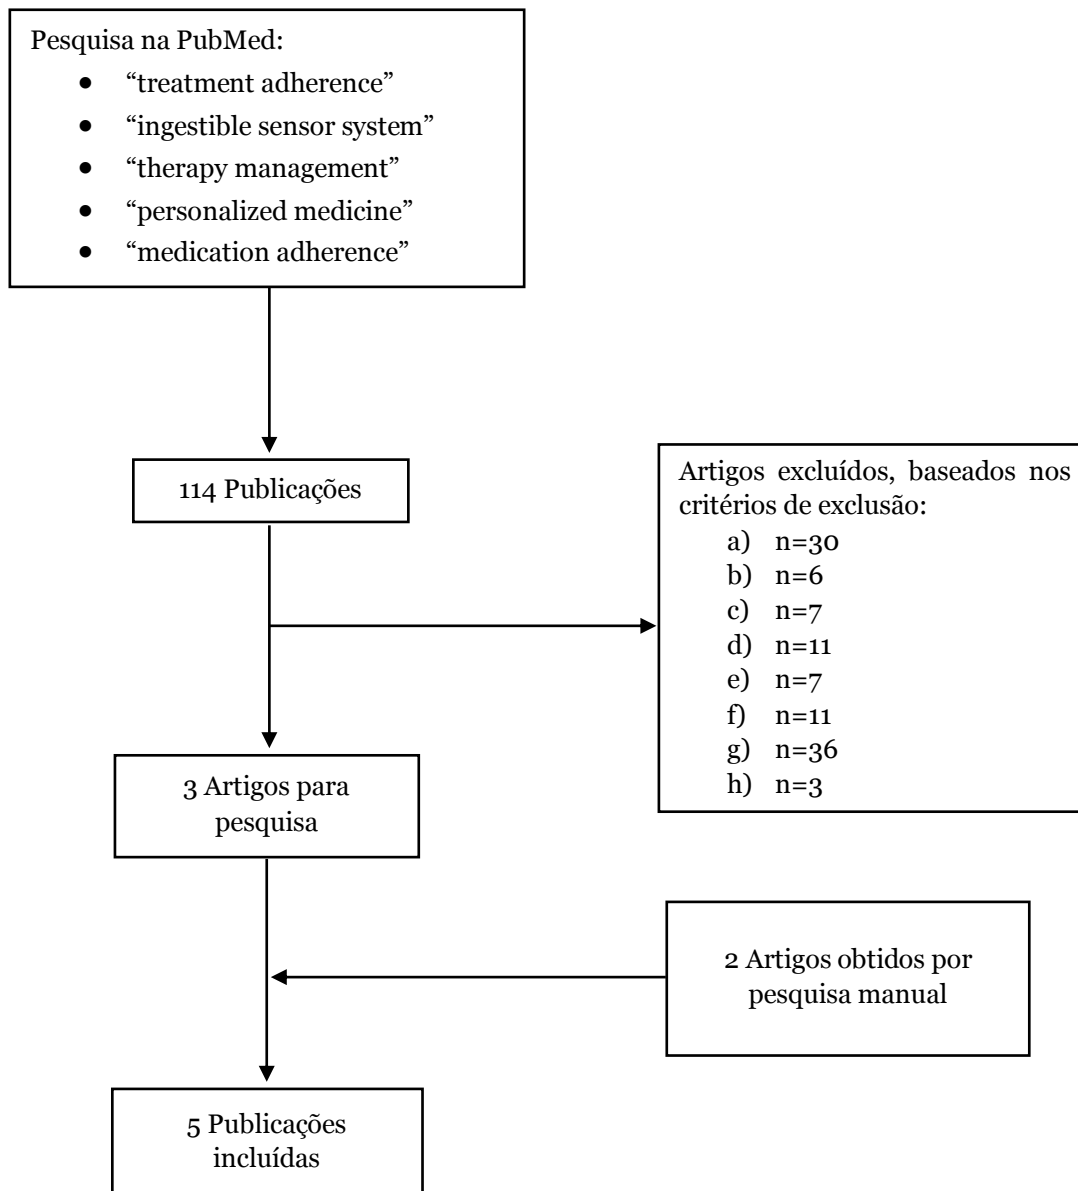 Pesquisa na PubMed:
• “treatment adherence”
• “ingestible sensor system”
• “therapy management”
• “personalized medicine”
• “medication adherence”
114 Publicações
Artigos excluídos, baseados nos
critérios de exclusão:
a) n=30
b) n=6
c) n=7
d) n=11
e) n=7
f) n=11
g) n=36
h) n=3
3 Artigos para
pesquisa
2 Artigos obtidos por
pesquisa manual
5 Publicações
incluídas